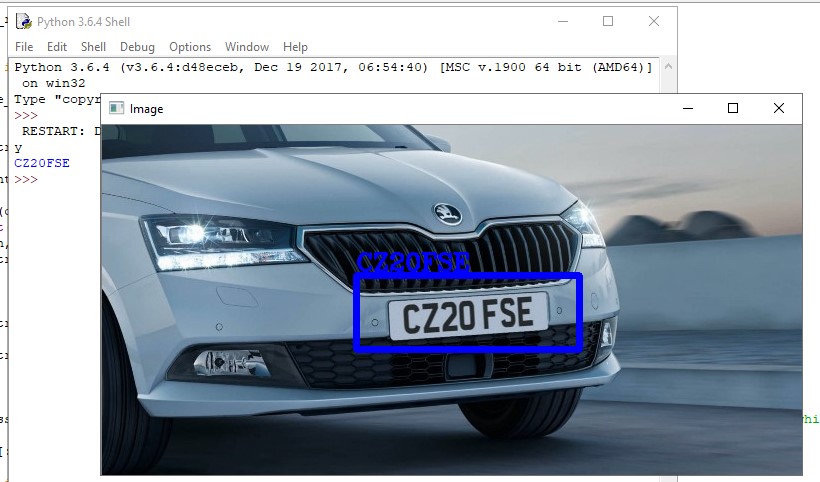 Python 3.6.4 Shell
File Edit Shell Debug Options Window Help
Python 3.6.4 (v3.6.4:d48eceb, Dec 19 2017, 06:54:40) [MSC v.1900 64 bit (AMD64)]
on win32
Type "copyr
>>>
RESTART: D
y
CZ20FSE
>>>
Image
CZ20FSE
CZ20 FSE